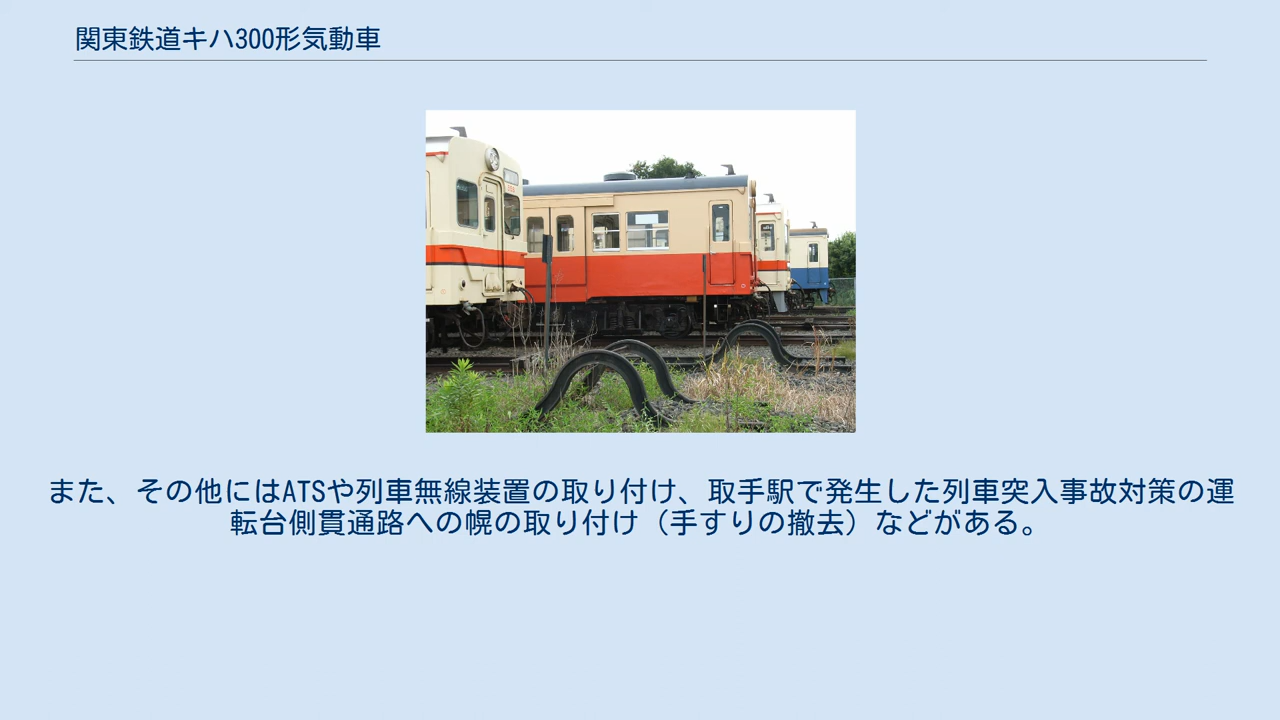 関東鉄道キハ300形気動車
また、その他にはATSや列車無線装置の取り付け、取手駅で発生した列車突入事故対策の運
転台側貫通路への幌の取り付け（手すりの撤去）などがある。